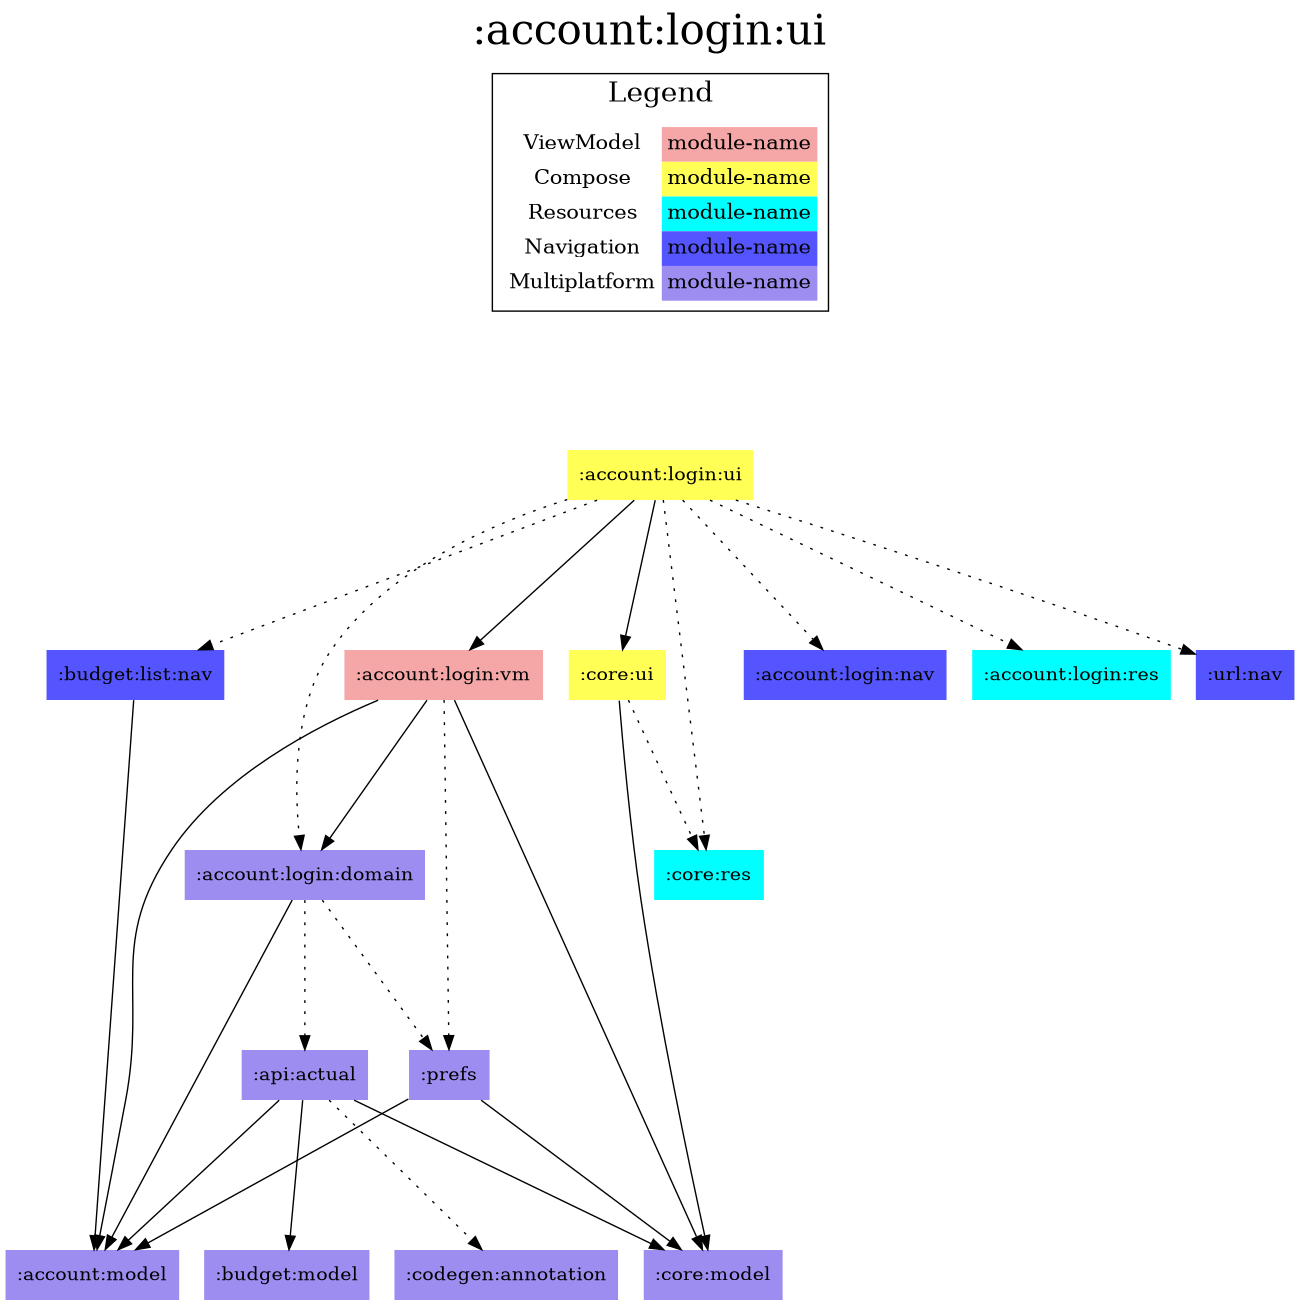 :account:login:ui
Legend
ViewModel module-name
Compose module-name
Resources module-name
Navigation module-name
Multiplatform module-name
:account:login:ui
:budget:list:nav :account:login:vm :core:ui :account:login:nav :account:login:res :url:nav
:account:login:domain :core:res
:api:actual :prefs
:account:model :budget:model :codegen:annotation :core:model